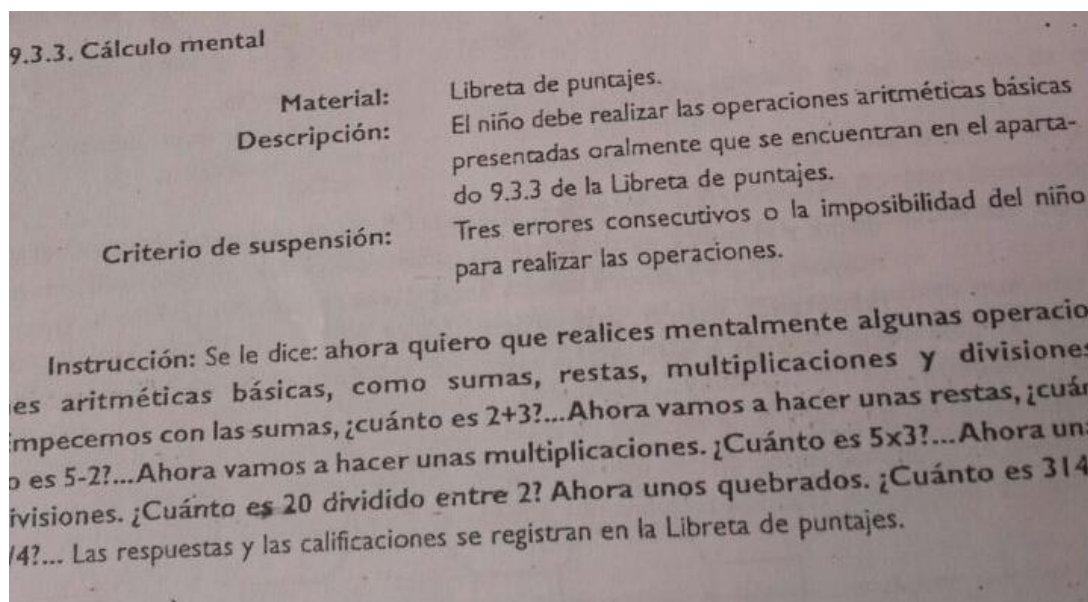 9.3.3. Cálculo mental
Material: Libreta de puntajes.
Descripción: El niño debe realizar las operaciones aritméticas básicas
presentadas oralmente que se encuentran en el aparta-
do 9.3.3 de la Libreta de puntajes.
Criterio de suspensión: Tres errores consecutivos o la imposibilidad del niño
para realizar las operaciones.
Instrucción: Se le dice: ahora quiero que realices mentalmente algunas operacio
es aritméticas básicas, como sumas, restas, multiplicaciones y divisiones
mpecemos con las sumas, ¿cuánto es 2+3?...Ahora vamos a hacer unas restas, ¿cuán
o es 5-2?...Ahora vamos a hacer unas multiplicaciones. ¿Cuánto es 5x3?...Ahora una
ivisiones. ¿Cuánto es 20 dividido entre 2? Ahora unos quebrados. ¿Cuánto es 314
/4?... Las respuestas y las calificaciones se registran en la Libreta de puntajes.